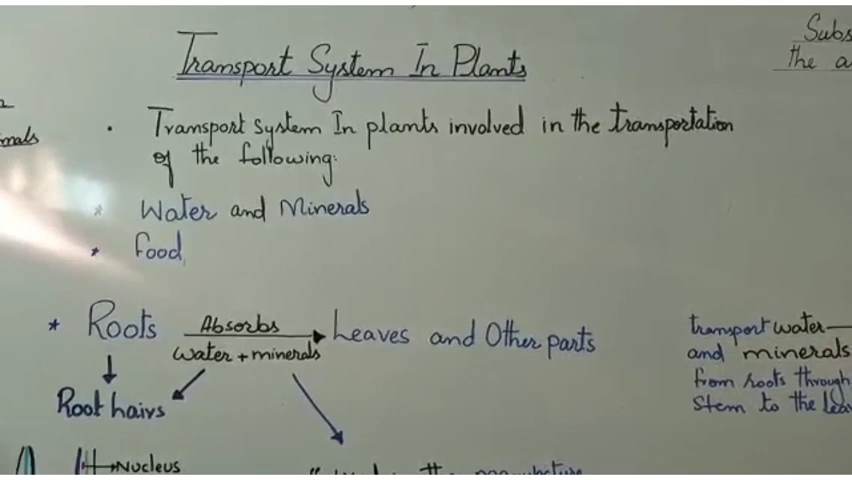 Transport System In Plants
Subs
the a
mals
• Transport system In plants involved in the transportation
of the following:
* Water and Minerals
* Food,
* Roots Absorbs Leaves and Other parts
water + minerals
Root hairs
transport water
and minerals
from roots through
stem to the
Nucleus